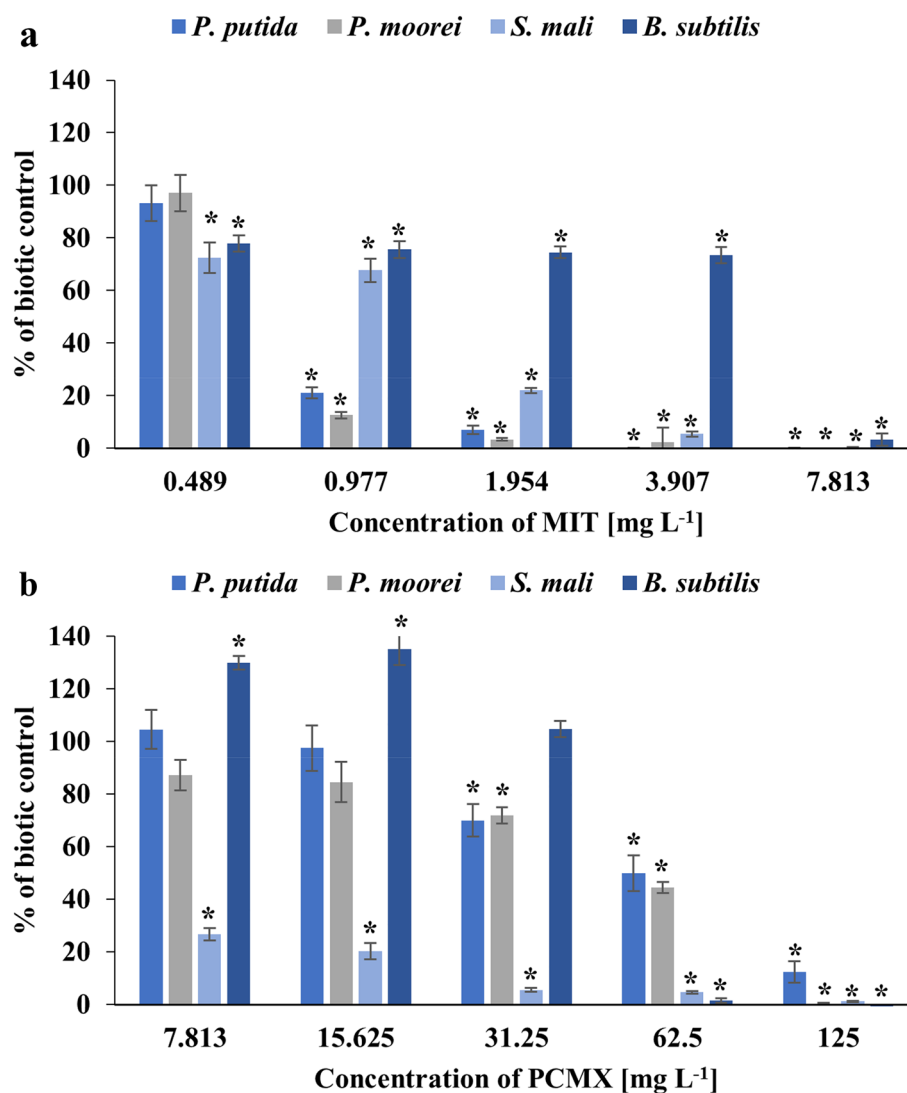 a
P. putida P. moorei S. mali B. subtilis
140
120
100
80
60
40
20
0
% of biotic control
* * * * * * * * * * * * * * * * * *
0.489 0.977 1.954 3.907 7.813
Concentration of MIT [mg L⁻¹]
b
P. putida P. moorei S. mali B. subtilis
140
120
100
80
60
40
20
0
% of biotic control
* * * * * * * * * * * * * * *
7.813 15.625 31.25 62.5 125
Concentration of PCMX [mg L⁻¹]